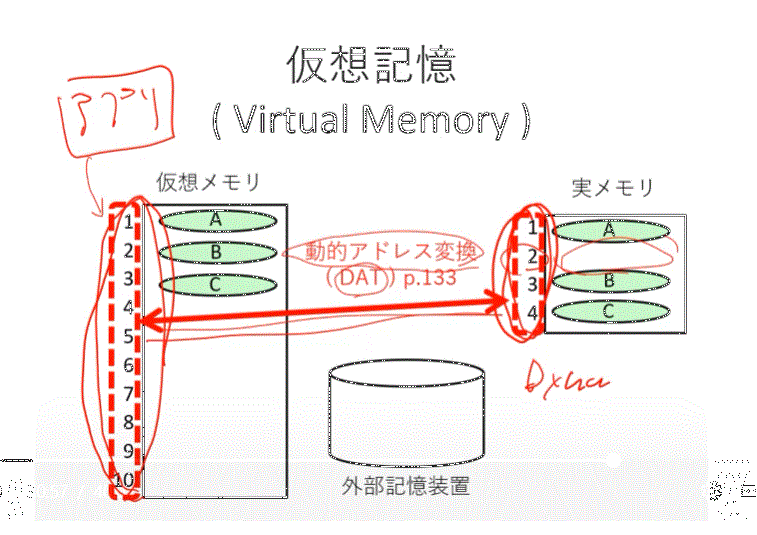 仮想記憶
( Virtual Memory )
アプリ
仮想メモリ
実メモリ
1
2
3
4
5
6
7
8
9
10
A
B
C
動的アドレス変換
(DAT) p.133
1
2
3
4
A
B
C
外部記憶装置